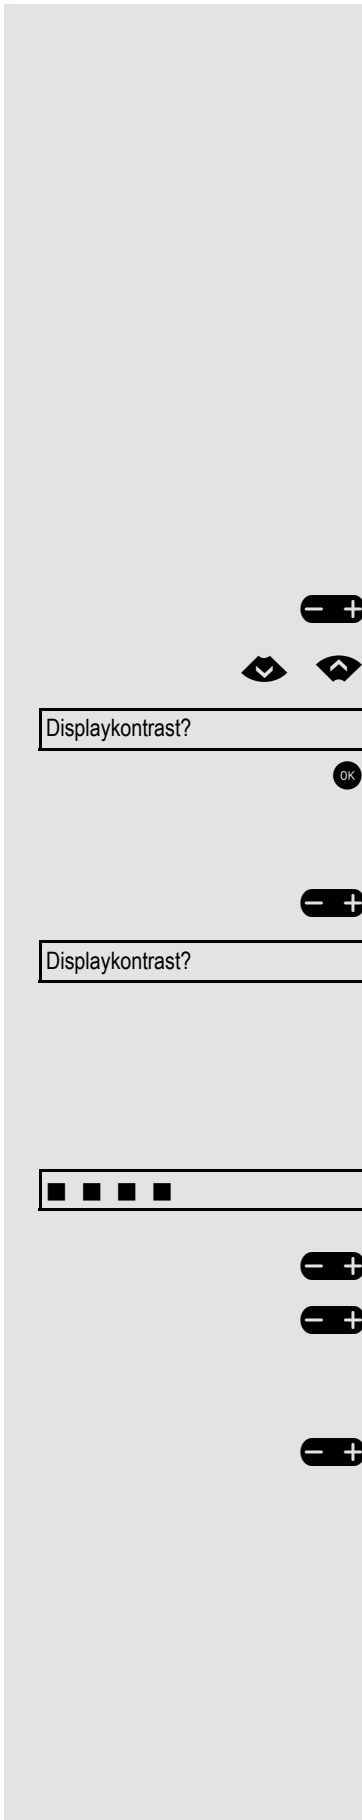 − +
Displaykontrast?
OK
− +
Displaykontrast?
− +
− +
− +